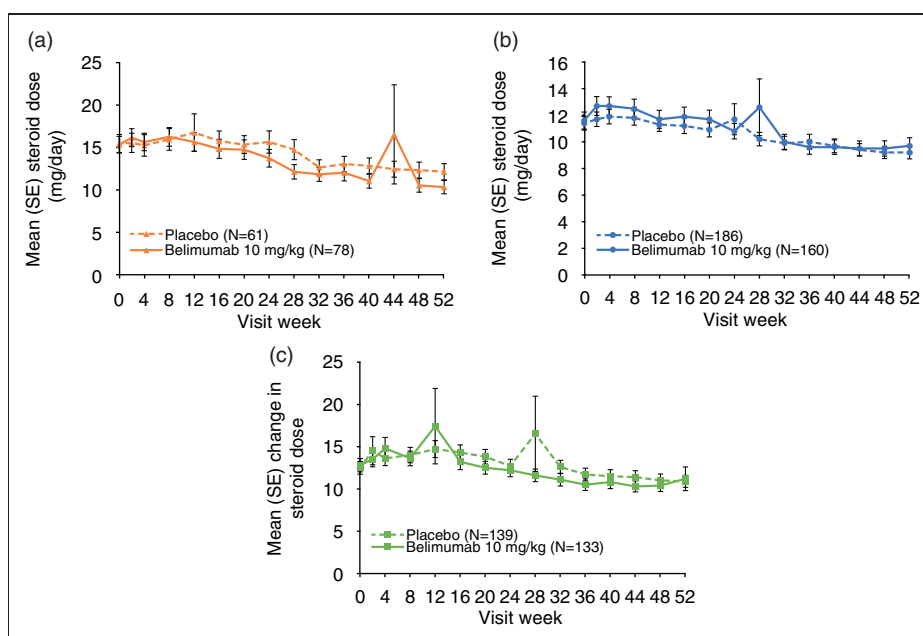 (a)
Mean (SE) steroid dose
(mg/day)
25
20
15
10
5
0
Placebo (N=61)
Belimumab 10 mg/kg (N=78)
0 4 8 12 16 20 24 28 32 36 40 44 48 52
Visit week
(b)
Mean (SE) steroid dose
(mg/day)
16
14
12
10
8
6
4
2
0
Placebo (N=186)
Belimumab 10 mg/kg (N=160)
0 4 8 12 16 20 24 28 32 36 40 44 48 52
Visit week
(c)
Mean (SE) change in
steroid dose
25
20
15
10
5
0
Placebo (N=139)
Belimumab 10 mg/kg (N=133)
0 4 8 12 16 20 24 28 32 36 40 44 48 52
Visit week